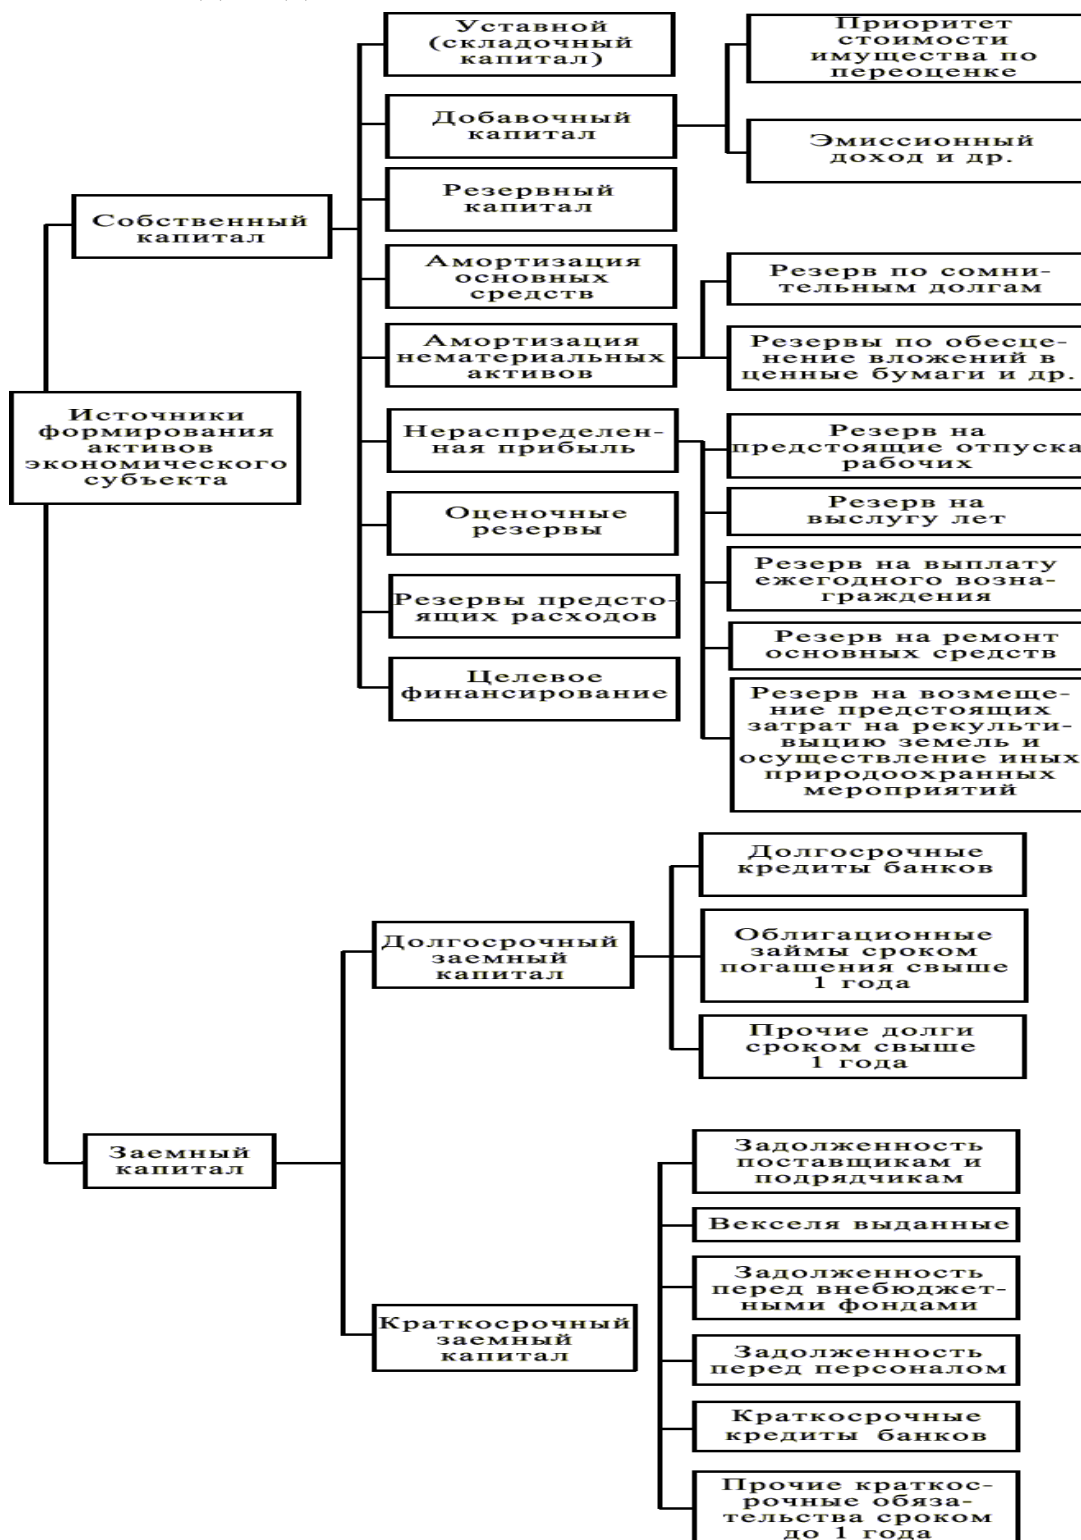 Уставной
(складочный
капитал)
Добавочный
капитал
Приоритет
стоимости
имущества по
переоценке
Эмиссионный
доход и др.
Резервный
капитал
Собственный
капитал
Амортизация
основных
средств
Амортизация
нематериальных
активов
Резерв по сомни-
тельным долгам
Резервы по обесце-
нение вложений в
ценные бумаги и др.
Источники
формирования
активов
экономического
субъекта
Нераспределен-
ная прибыль
Резерв на
предстоящие отпуска
рабочих
Резерв на
выслугу лет
Резерв на выплату
ежегодного возна-
граждения
Резерв на ремонт
основных средств
Резерв на возмеще-
ние предстоящих
затрат на рекульти-
выцию земель и
осуществление иных
природоохранных
мероприятий
Оценочные
резервы
Резервы предсто-
ящих расходов
Целевое
финансирование
Долгосрочные
кредиты банков
Долгосрочный
заемный
капитал
Облигационные
займы сроком
погашения свыше
1 года
Прочие долги
сроком свыше
1 года
Заемный
капитал
Задолженность
поставщикам и
подрядчикам
Векселя выданные
Задолженность
перед внебюджет-
ными фондами
Краткосрочный
заемный
капитал
Задолженность
перед персоналом
Краткосрочные
кредиты банков
Прочие краткос-
рочные обяза-
тельства сроком
до 1 года